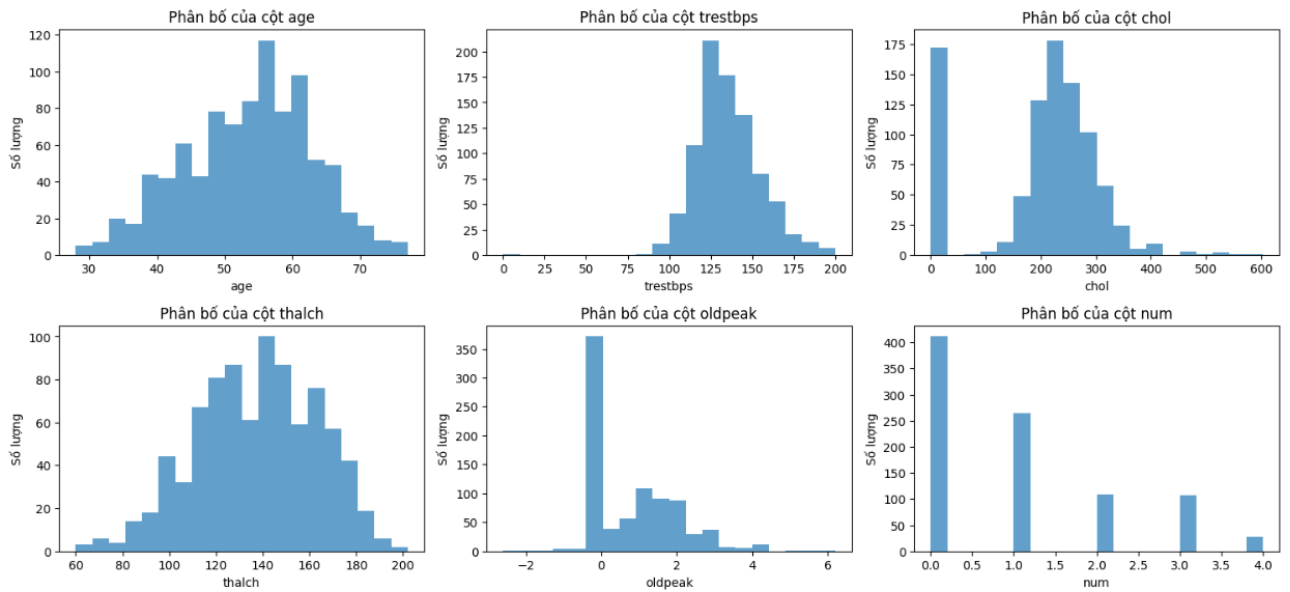 Phân bố của cột age
Số lượng
120
100
80
60
40
20
0
30 40 50 60 70
age
Phân bố của cột trestbps
Số lượng
200
175
150
125
100
75
50
25
0
0 25 50 75 100 125 150 175 200
trestbps
Phân bố của cột chol
Số lượng
175
150
125
100
75
50
25
0
0 100 200 300 400 500 600
chol
Phân bố của cột thalch
Số lượng
100
80
60
40
20
0
60 80 100 120 140 160 180 200
thalch
Phân bố của cột oldpeak
Số lượng
350
300
250
200
150
100
50
0
−2 0 2 4 6
oldpeak
Phân bố của cột num
Số lượng
400
350
300
250
200
150
100
50
0
0.0 0.5 1.0 1.5 2.0 2.5 3.0 3.5 4.0
num